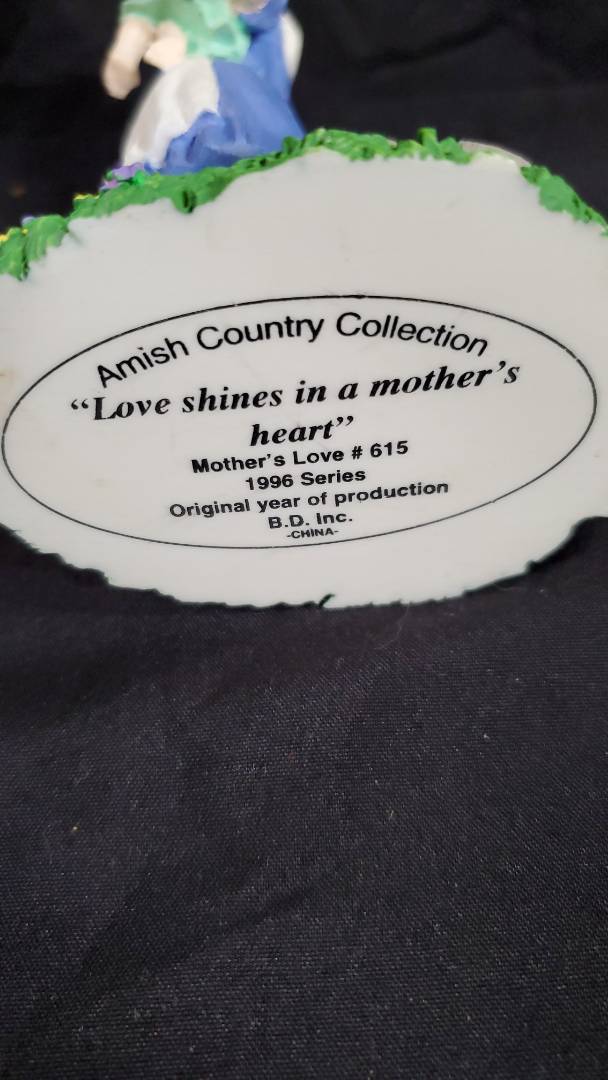 Amish Country Collection
“Love shines in a mother’s
heart”
Mother’s Love # 615
1996 Series
Original year of production
B.D. Inc.
-CHINA-